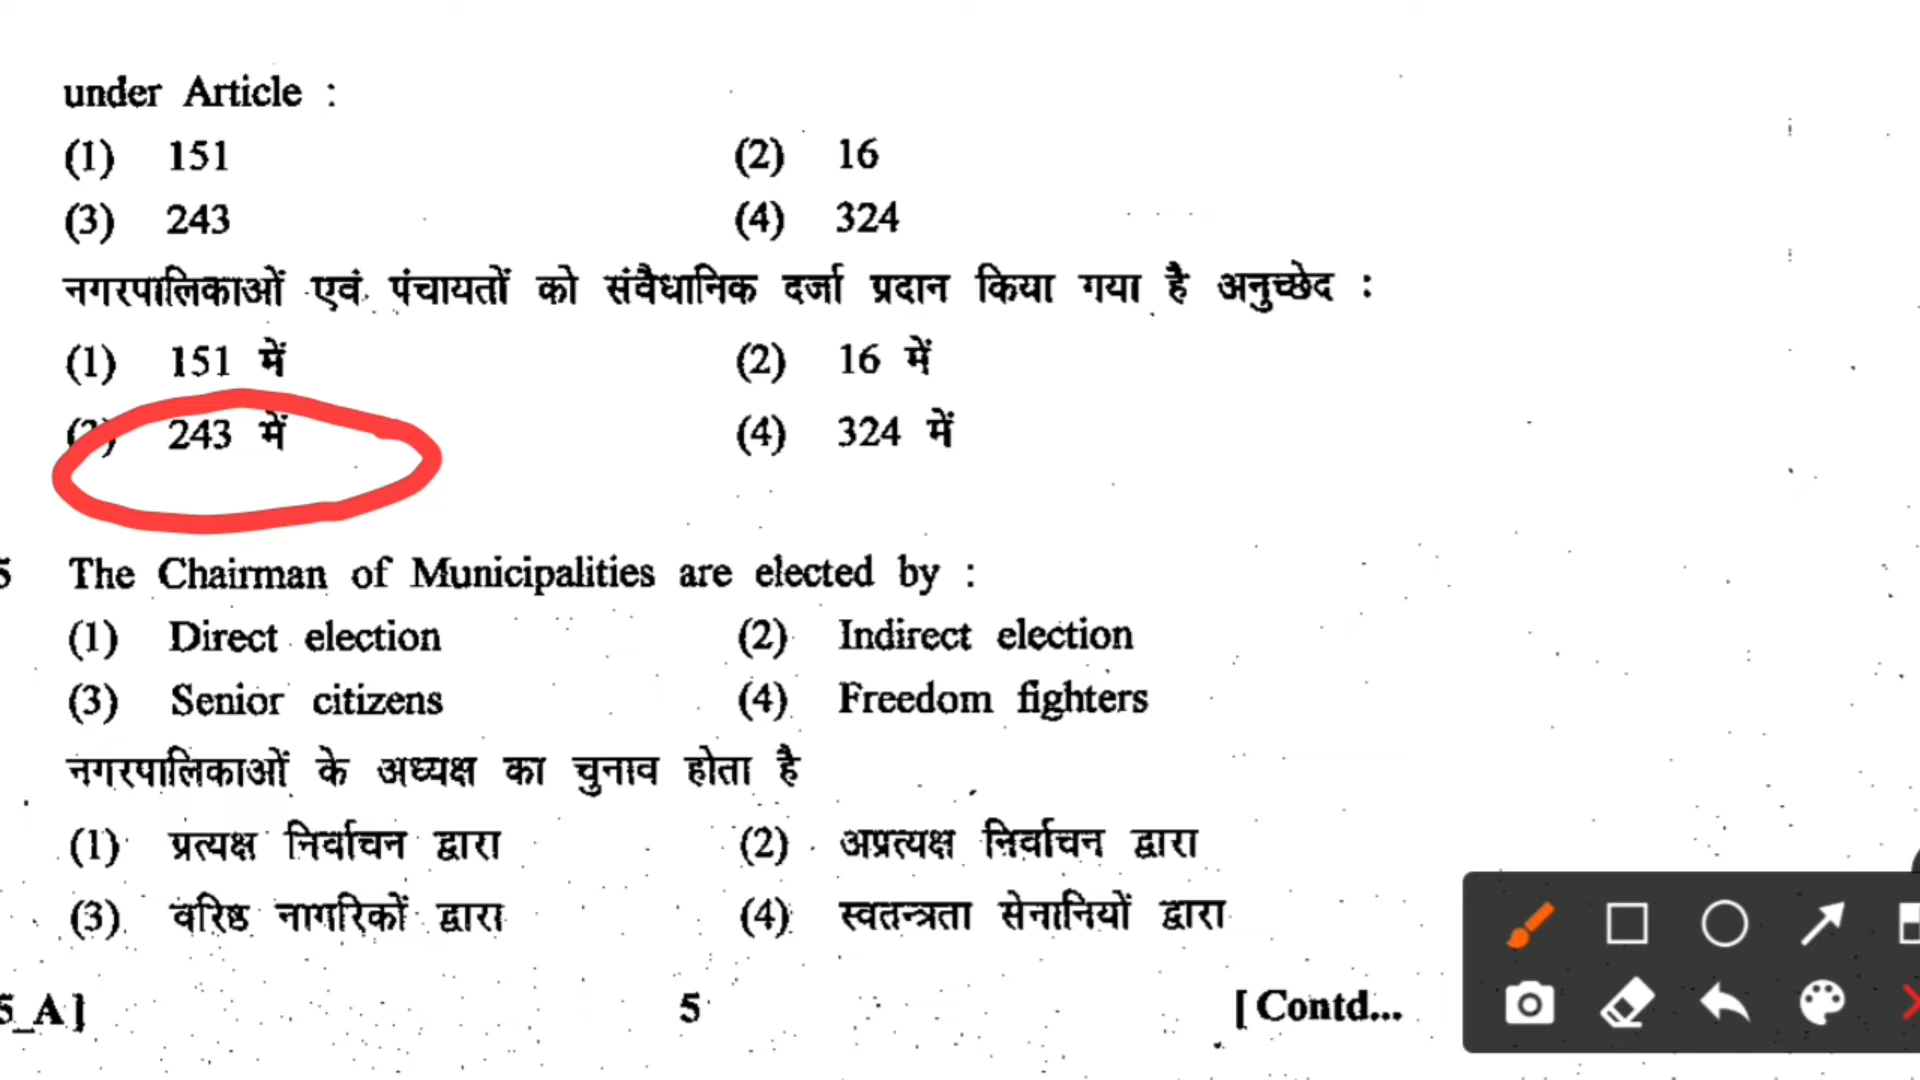 under Article :
(1) 151 (2) 16
(3) 243 (4) 324
नगरपालिकाओं एवं पंचायतों को संवैधानिक दर्जा प्रदान किया गया है अनुच्छेद :
(1) 151 में (2) 16 में
(3) 243 में (4) 324 में
5 The Chairman of Municipalities are elected by :
(1) Direct election (2) Indirect election
(3) Senior citizens (4) Freedom fighters
नगरपालिकाओं के अध्यक्ष का चुनाव होता है
(1) प्रत्यक्ष निर्वाचन द्वारा (2) अप्रत्यक्ष निर्वाचन द्वारा
(3) वरिष्ठ नागरिकों द्वारा (4) स्वतन्त्रता सेनानियों द्वारा
5_A] 5 [ Contd...